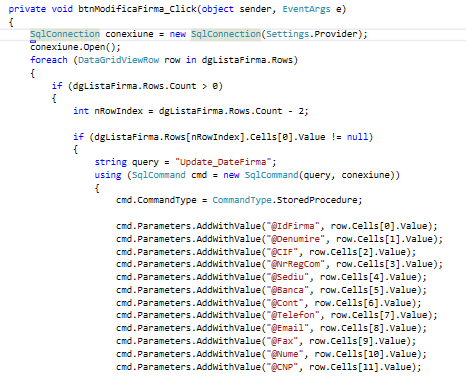 private void btnModificaFirma_Click(object sender, EventArgs e)
{
SqlConnection conexiune = new SqlConnection(Settings.Provider);
conexiune.Open();
foreach (DataGridViewRow row in dgListaFirma.Rows)
{
if (dgListaFirma.Rows.Count > 0)
{
int nRowIndex = dgListaFirma.Rows.Count - 2;
if (dgListaFirma.Rows[nRowIndex].Cells[0].Value != null)
{
string query = "Update_DateFirma";
using (SqlCommand cmd = new SqlCommand(query, conexiune))
{
cmd.CommandType = CommandType.StoredProcedure;
cmd.Parameters.AddWithValue("@IdFirma", row.Cells[0].Value);
cmd.Parameters.AddWithValue("@Denumire", row.Cells[1].Value);
cmd.Parameters.AddWithValue("@CIF", row.Cells[2].Value);
cmd.Parameters.AddWithValue("@NrRegCom", row.Cells[3].Value);
cmd.Parameters.AddWithValue("@Sediu", row.Cells[4].Value);
cmd.Parameters.AddWithValue("@Banca", row.Cells[5].Value);
cmd.Parameters.AddWithValue("@Cont", row.Cells[6].Value);
cmd.Parameters.AddWithValue("@Telefon", row.Cells[7].Value);
cmd.Parameters.AddWithValue("@Email", row.Cells[8].Value);
cmd.Parameters.AddWithValue("@Fax", row.Cells[9].Value);
cmd.Parameters.AddWithValue("@Nume", row.Cells[10].Value);
cmd.Parameters.AddWithValue("@CNP", row.Cells[11].Value);